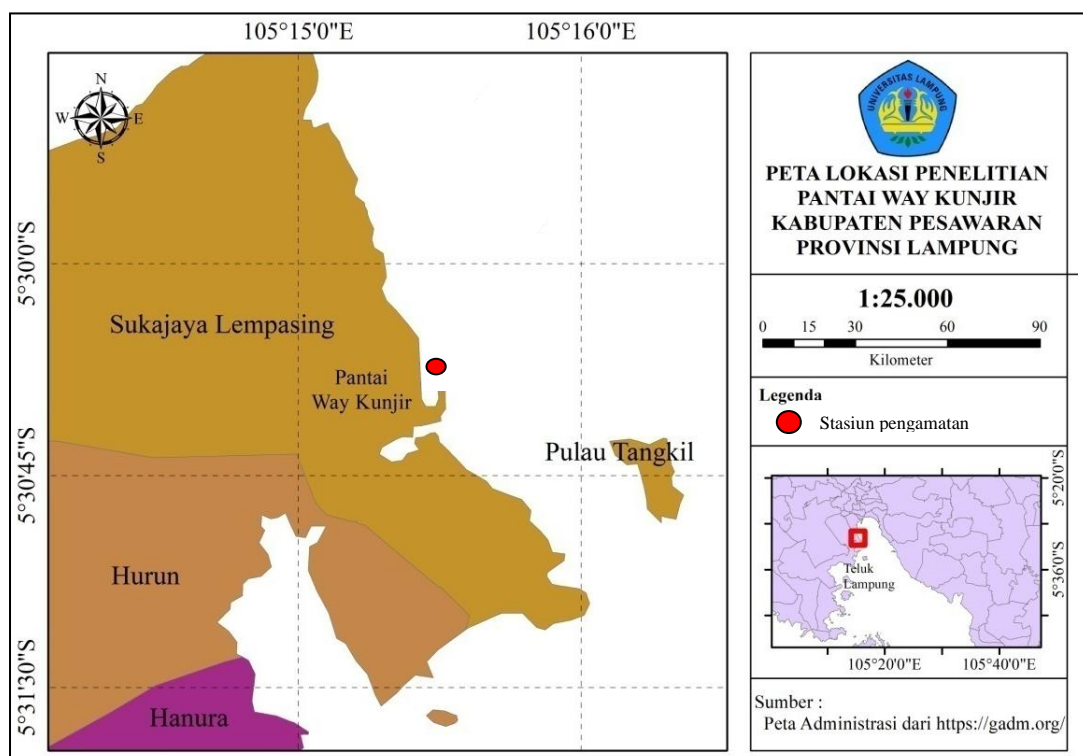 105°15'0"E
105°16'0"E
N
W
E
S
5°30'0"S
5°30'45"S
5°31'30"S
Sukajaya Lempasing
Pantai
Way Kunjir
Pulau Tangkil
Hurun
Hanura
UNIVERSITAS LAMPUNG
PETA LOKASI PENELITIAN
PANTAI WAY KUNJIR
KABUPATEN PESAWARAN
PROVINSI LAMPUNG
1:25.000
0 15 30 60 90
Kilometer
Legenda
Stasiun pengamatan
5°20'0"S
5°36'0"S
Teluk
Lampung
105°20'0"E
105°40'0"E
Sumber :
Peta Administrasi dari https://gadm.org/